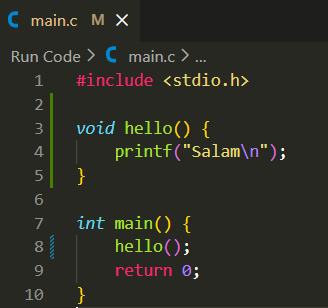 C main.c M ×
Run Code > C main.c > ...
1 #include <stdio.h>
2
3 void hello() {
4     printf("Salam\n");
5 }
6
7 int main() {
8     hello();
9     return 0;
10 }